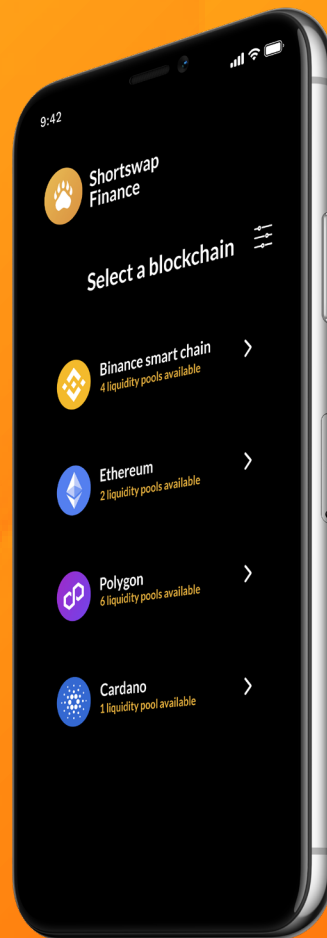 9:42
Shortswap
Finance
Select a blockchain
Binance smart chain
4 liquidity pools available
Ethereum
2 liquidity pools available
Polygon
6 liquidity pools available
Cardano
1 liquidity pool available